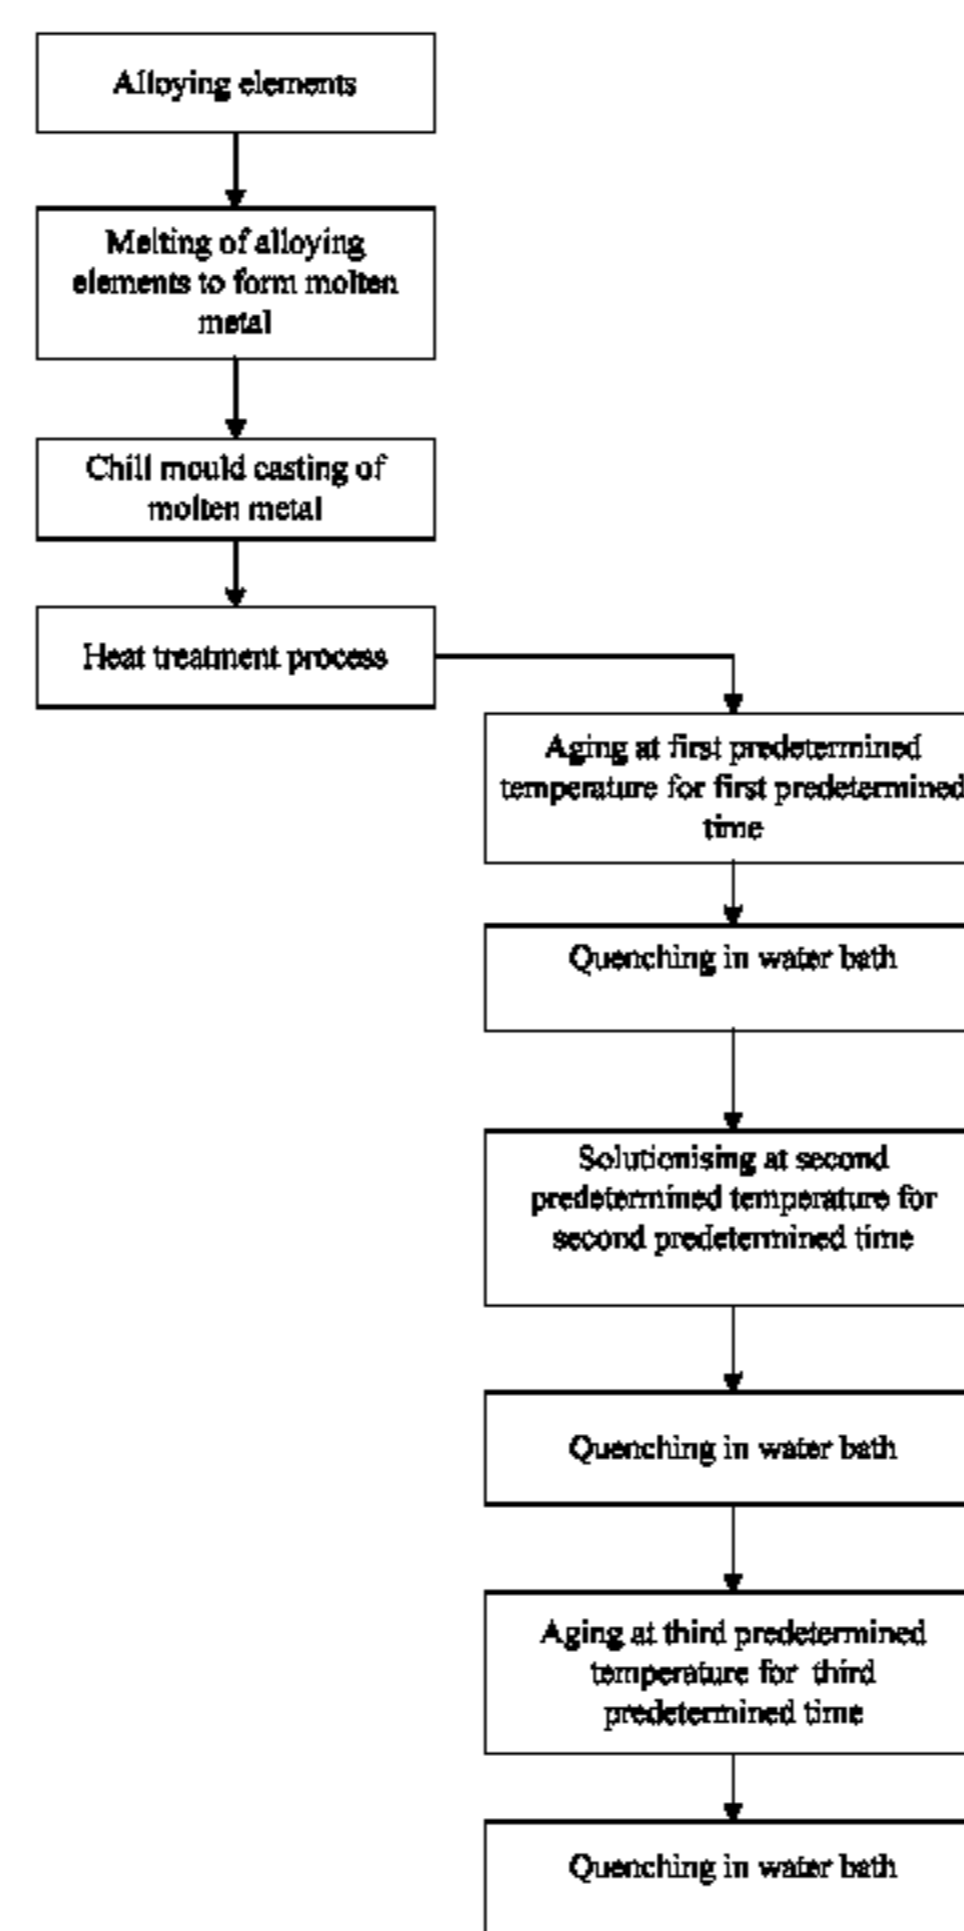 Alloying elements
Melting of alloying
elements to form molten
metal
Chill mould casting of
molten metal
Heat treatment process
Aging at first predetermined
temperature for first predetermined
time
Quenching in water bath
Solutionising at second
predetermined temperature for
second predetermined time
Quenching in water bath
Aging at third predetermined
temperature for third
predetermined time
Quenching in water bath